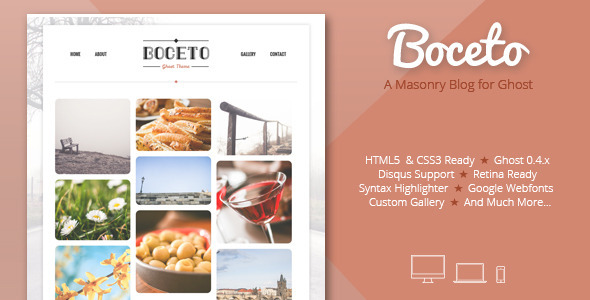 HOME ABOUT BOCETO GALLERY CONTACT
Ghost Theme
Boceto
A Masonry Blog for Ghost
HTML5 & CSS3 Ready ★ Ghost 0.4.x
Disqus Support ★ Retina Ready
Syntax Highlighter ★ Google Webfonts
Custom Gallery ★ And Much More...